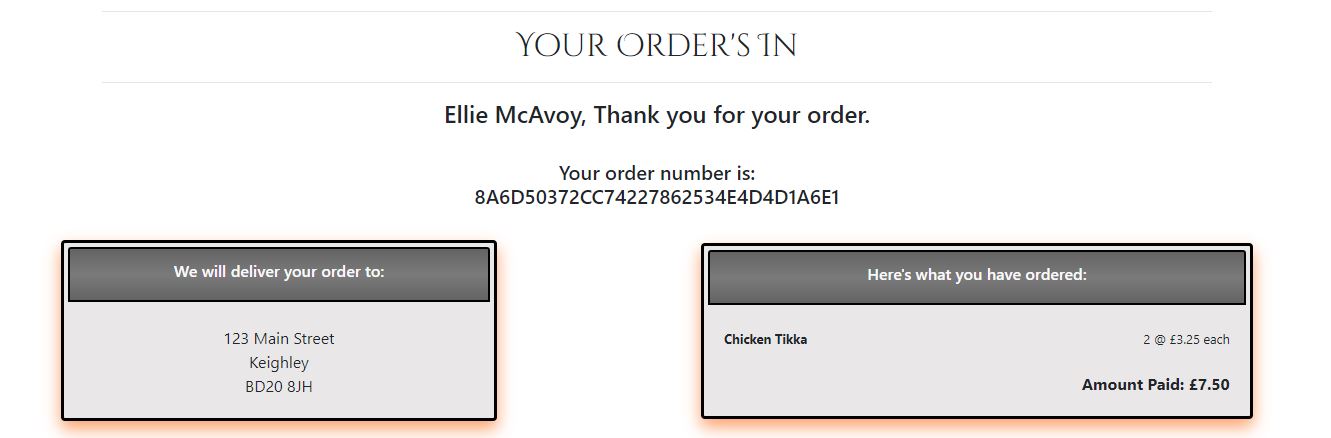 Your Order's In
Ellie McAvoy, Thank you for your order.
Your order number is:
8A6D50372CC74227862534E4D4D1A6E1
We will deliver your order to:
123 Main Street
Keighley
BD20 8JH
Here's what you have ordered:
Chicken Tikka 2 @ £3.25 each
Amount Paid: £7.50